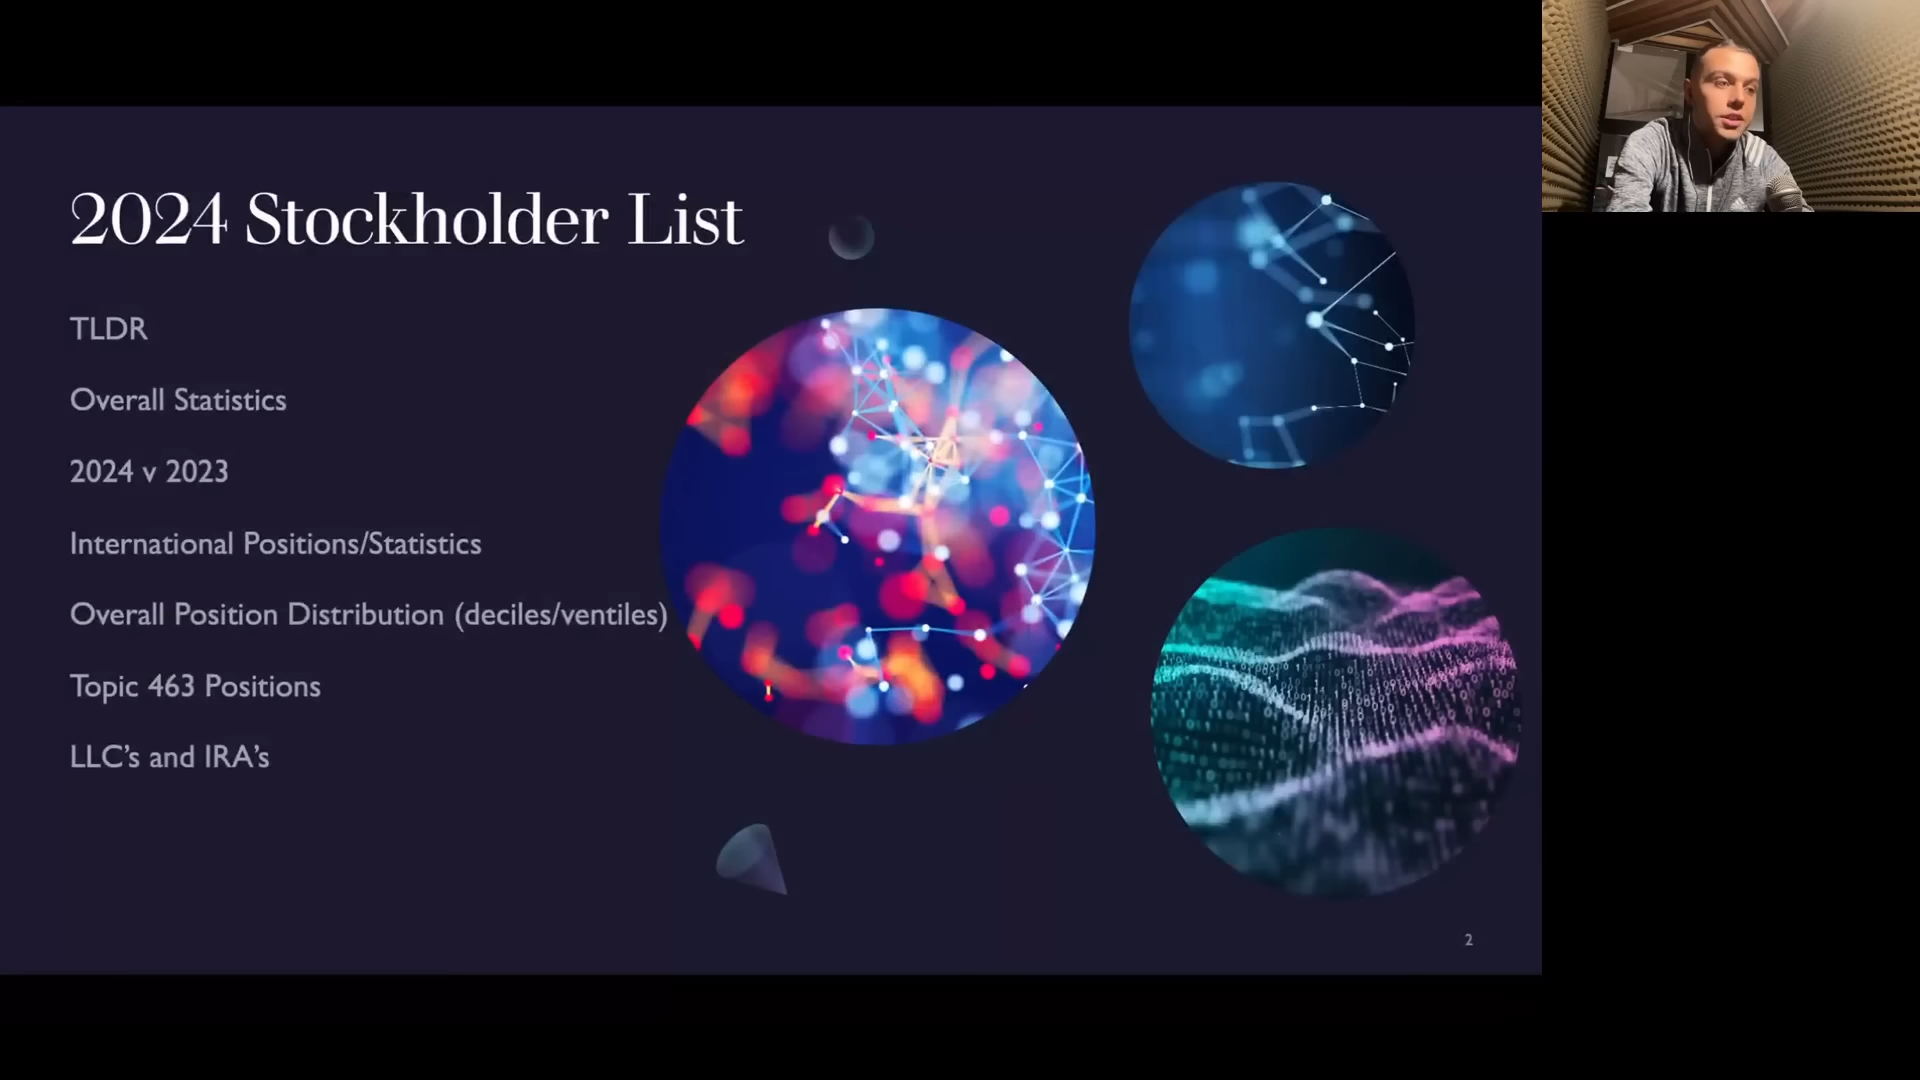 2024 Stockholder List
TLDR
Overall Statistics
2024 v 2023
International Positions/Statistics
Overall Position Distribution (deciles/ventiles)
Topic 463 Positions
LLC’s and IRA’s
2